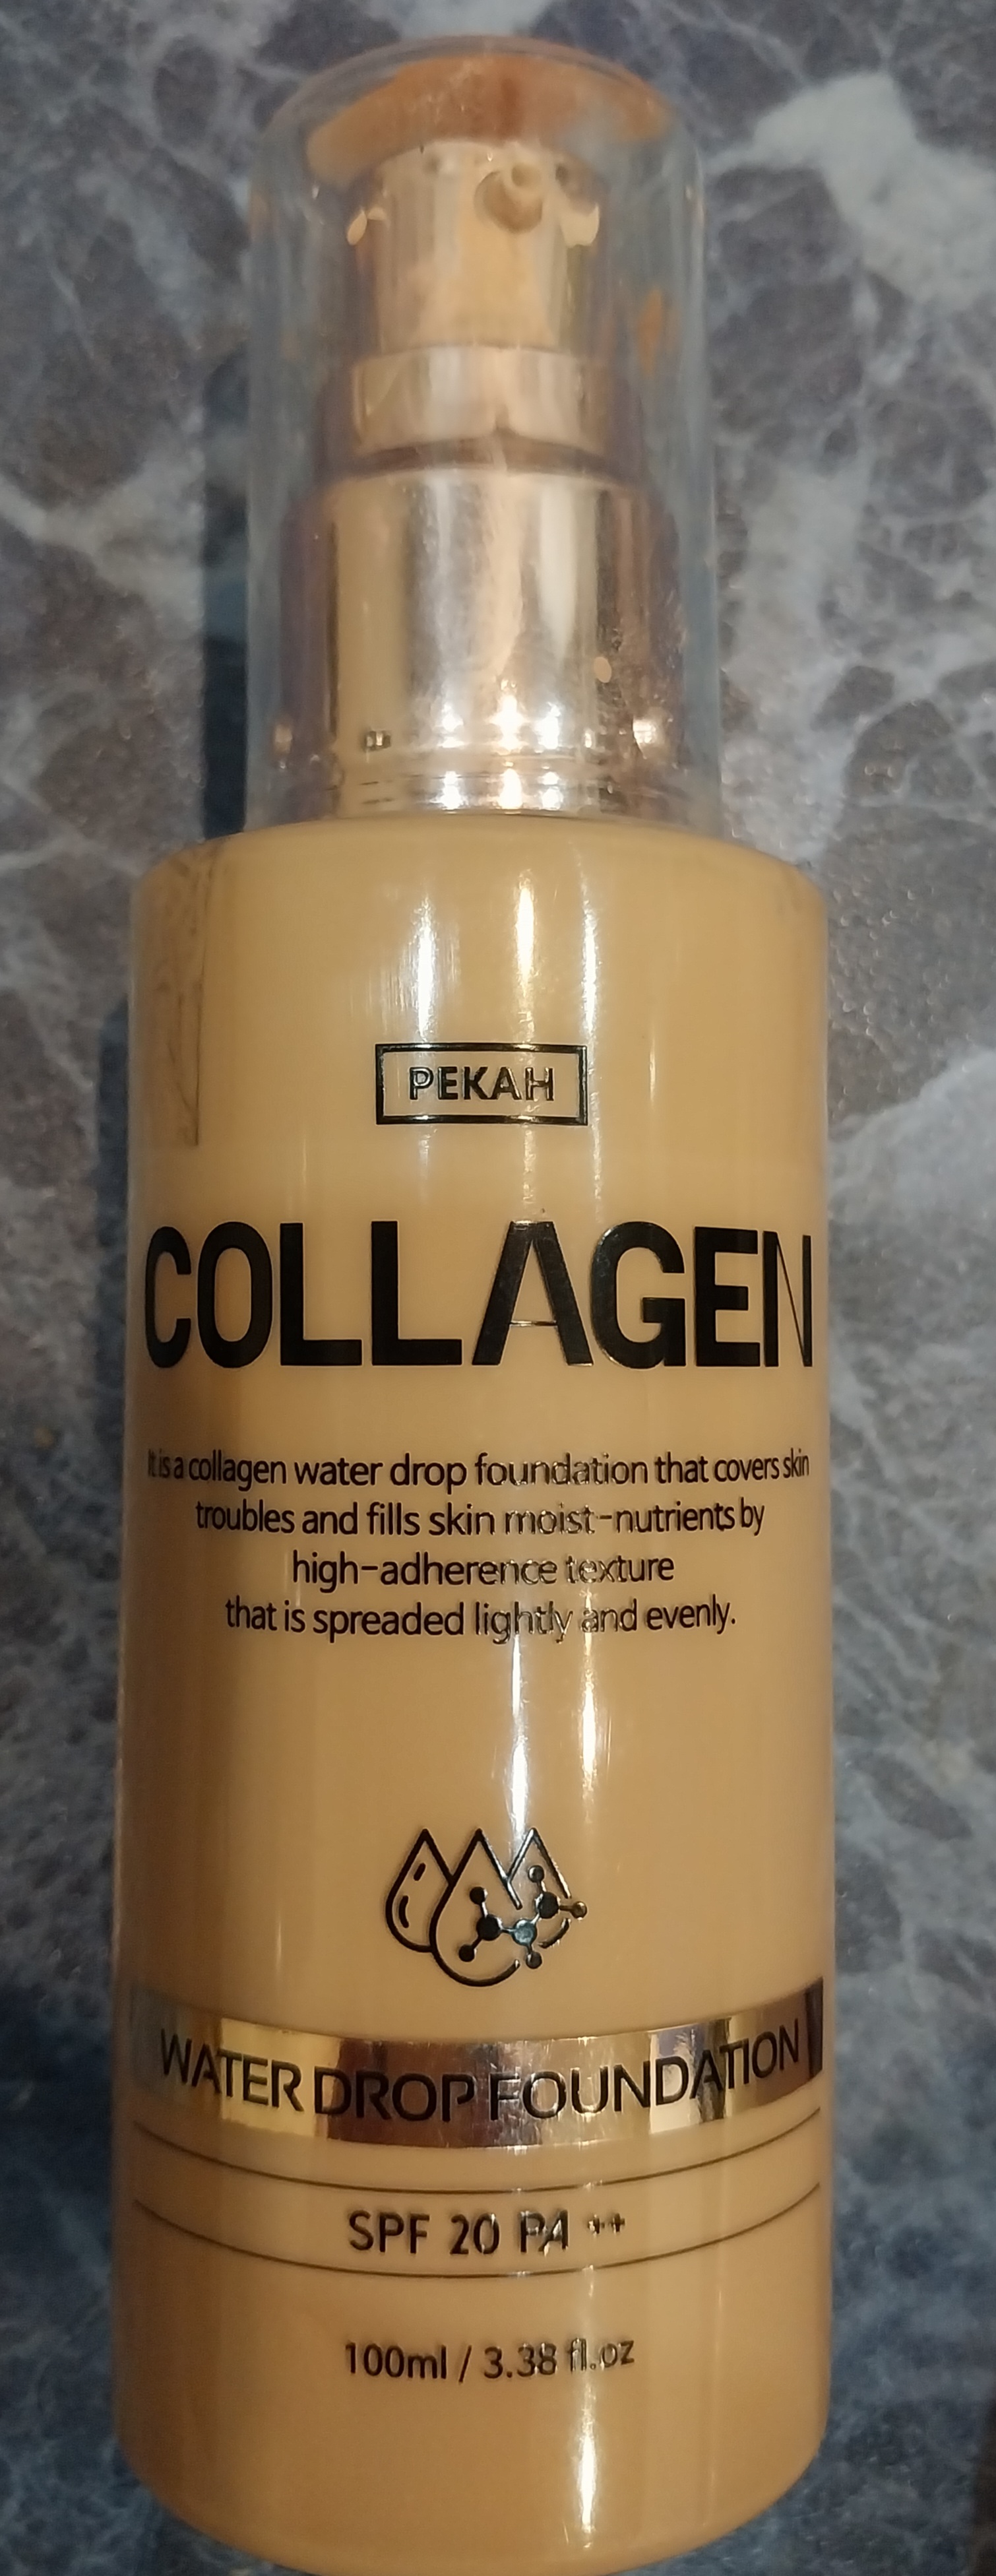 PEKAH
COLLAGEN
It is a collagen water drop foundation that covers skin
troubles and fills skin moist-nutrients by
high-adherence texture
that is spreaded lightly and evenly.
WATER DROP FOUNDATION
SPF 20 PA ++
100ml / 3.38 fl.oz